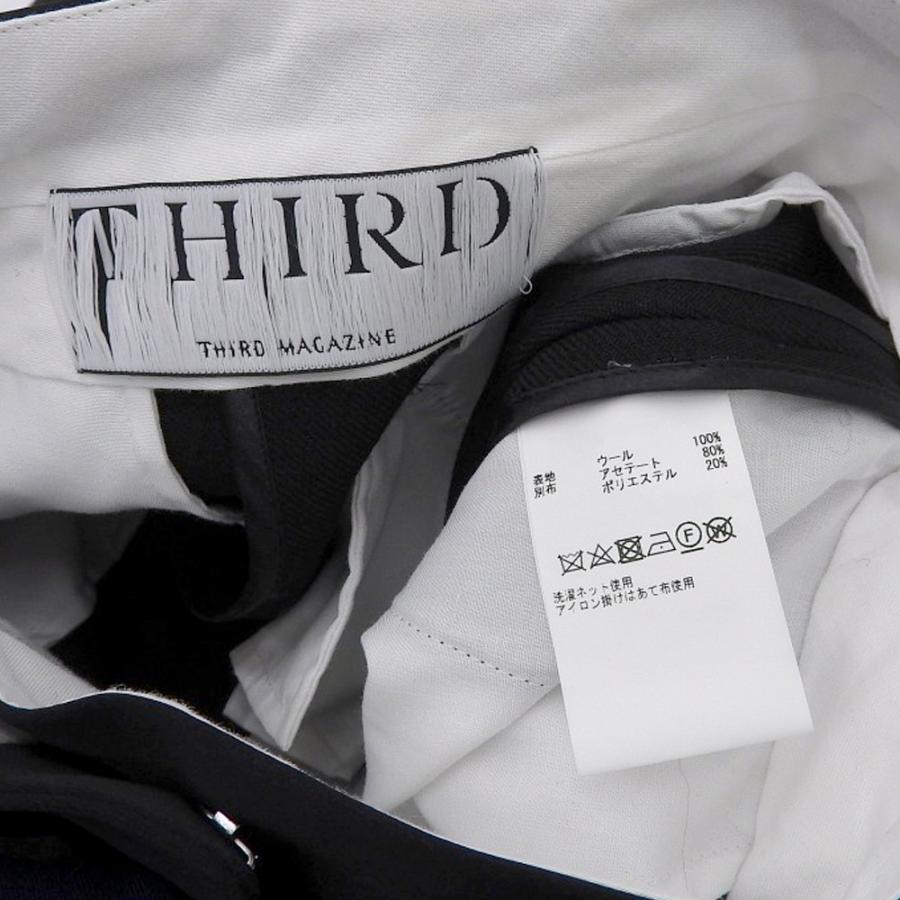 THIRD
THIRD MAGAZINE
表地 ウール 100%
別布 アセテート 80%
ポリエステル 20%
F W
洗濯ネット使用
アイロン掛けはあて布使用